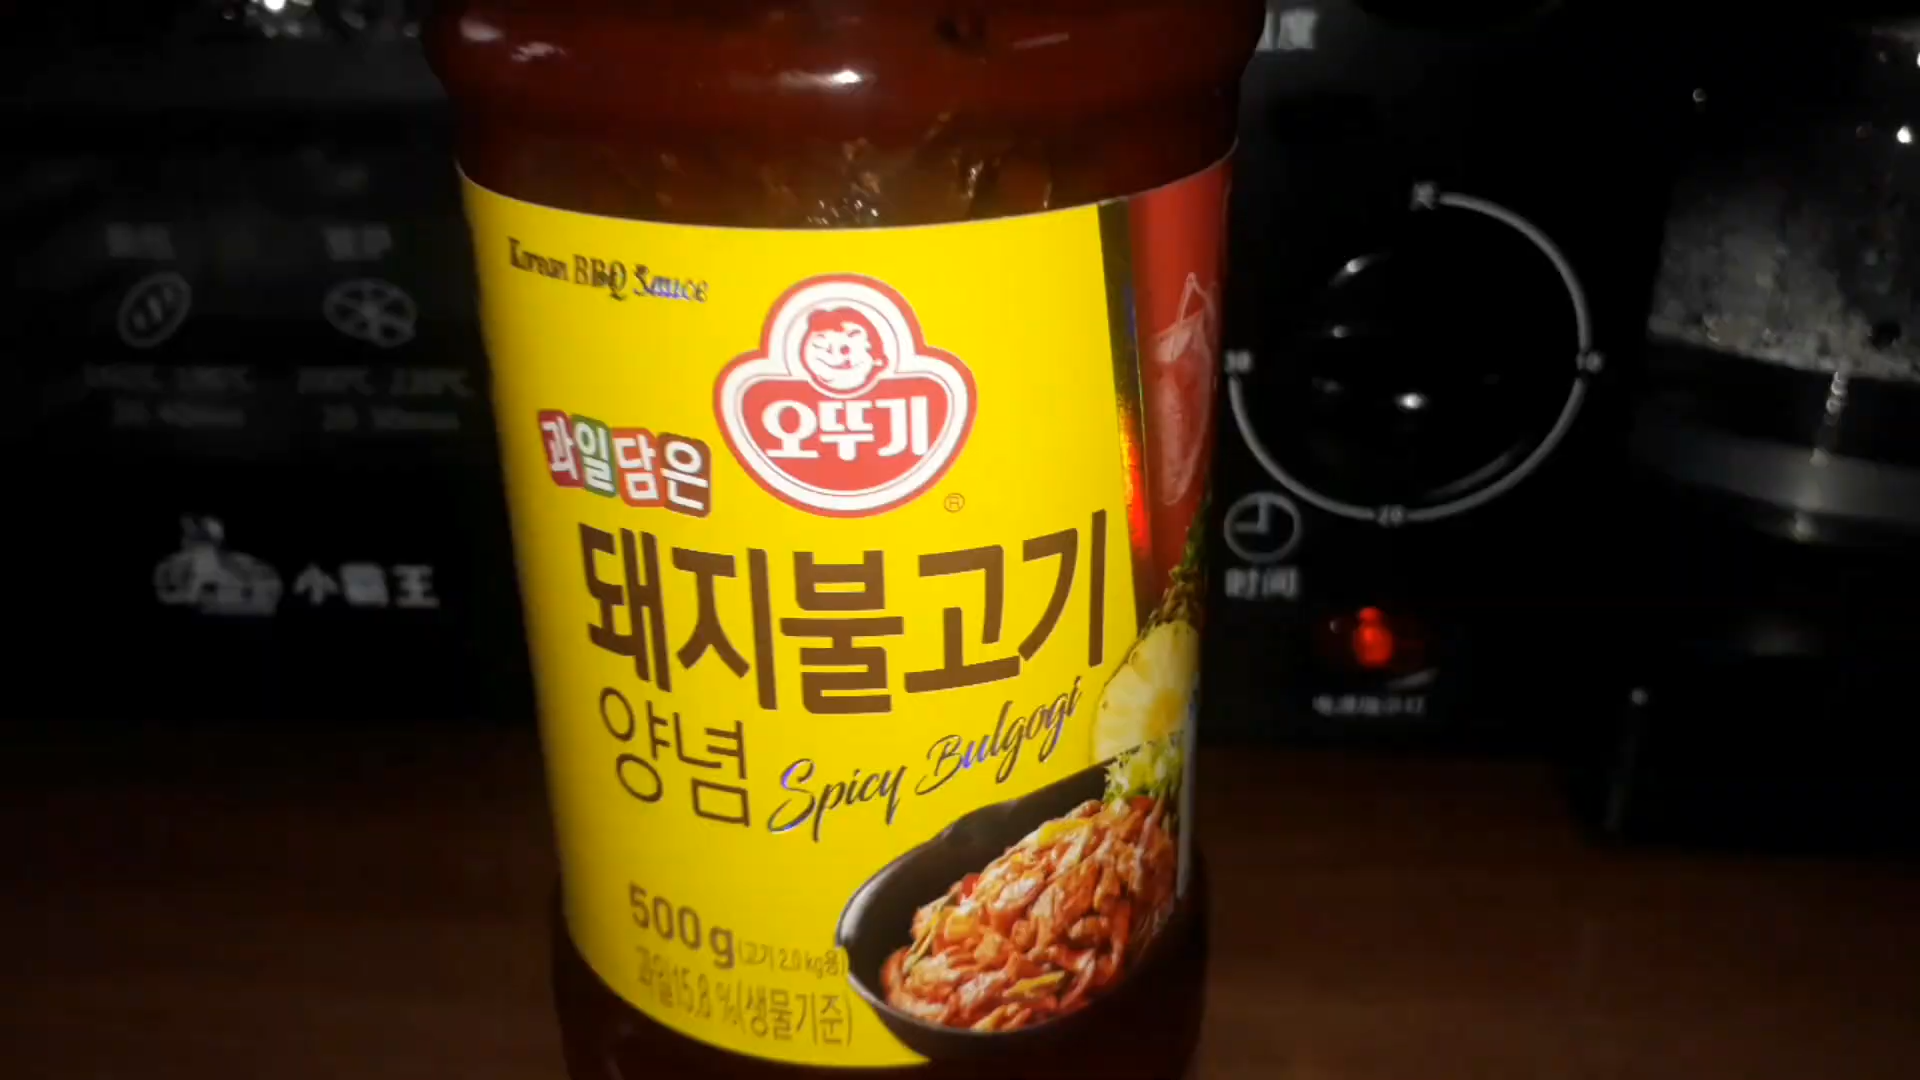 Korean BBQ Sauce
오뚜기
®
과일담은
돼지불고기
양념
Spicy Bulgogi
500 g (고기 2.0 kg용)
과일15.8%(생물기준)
小霸王
时间
20